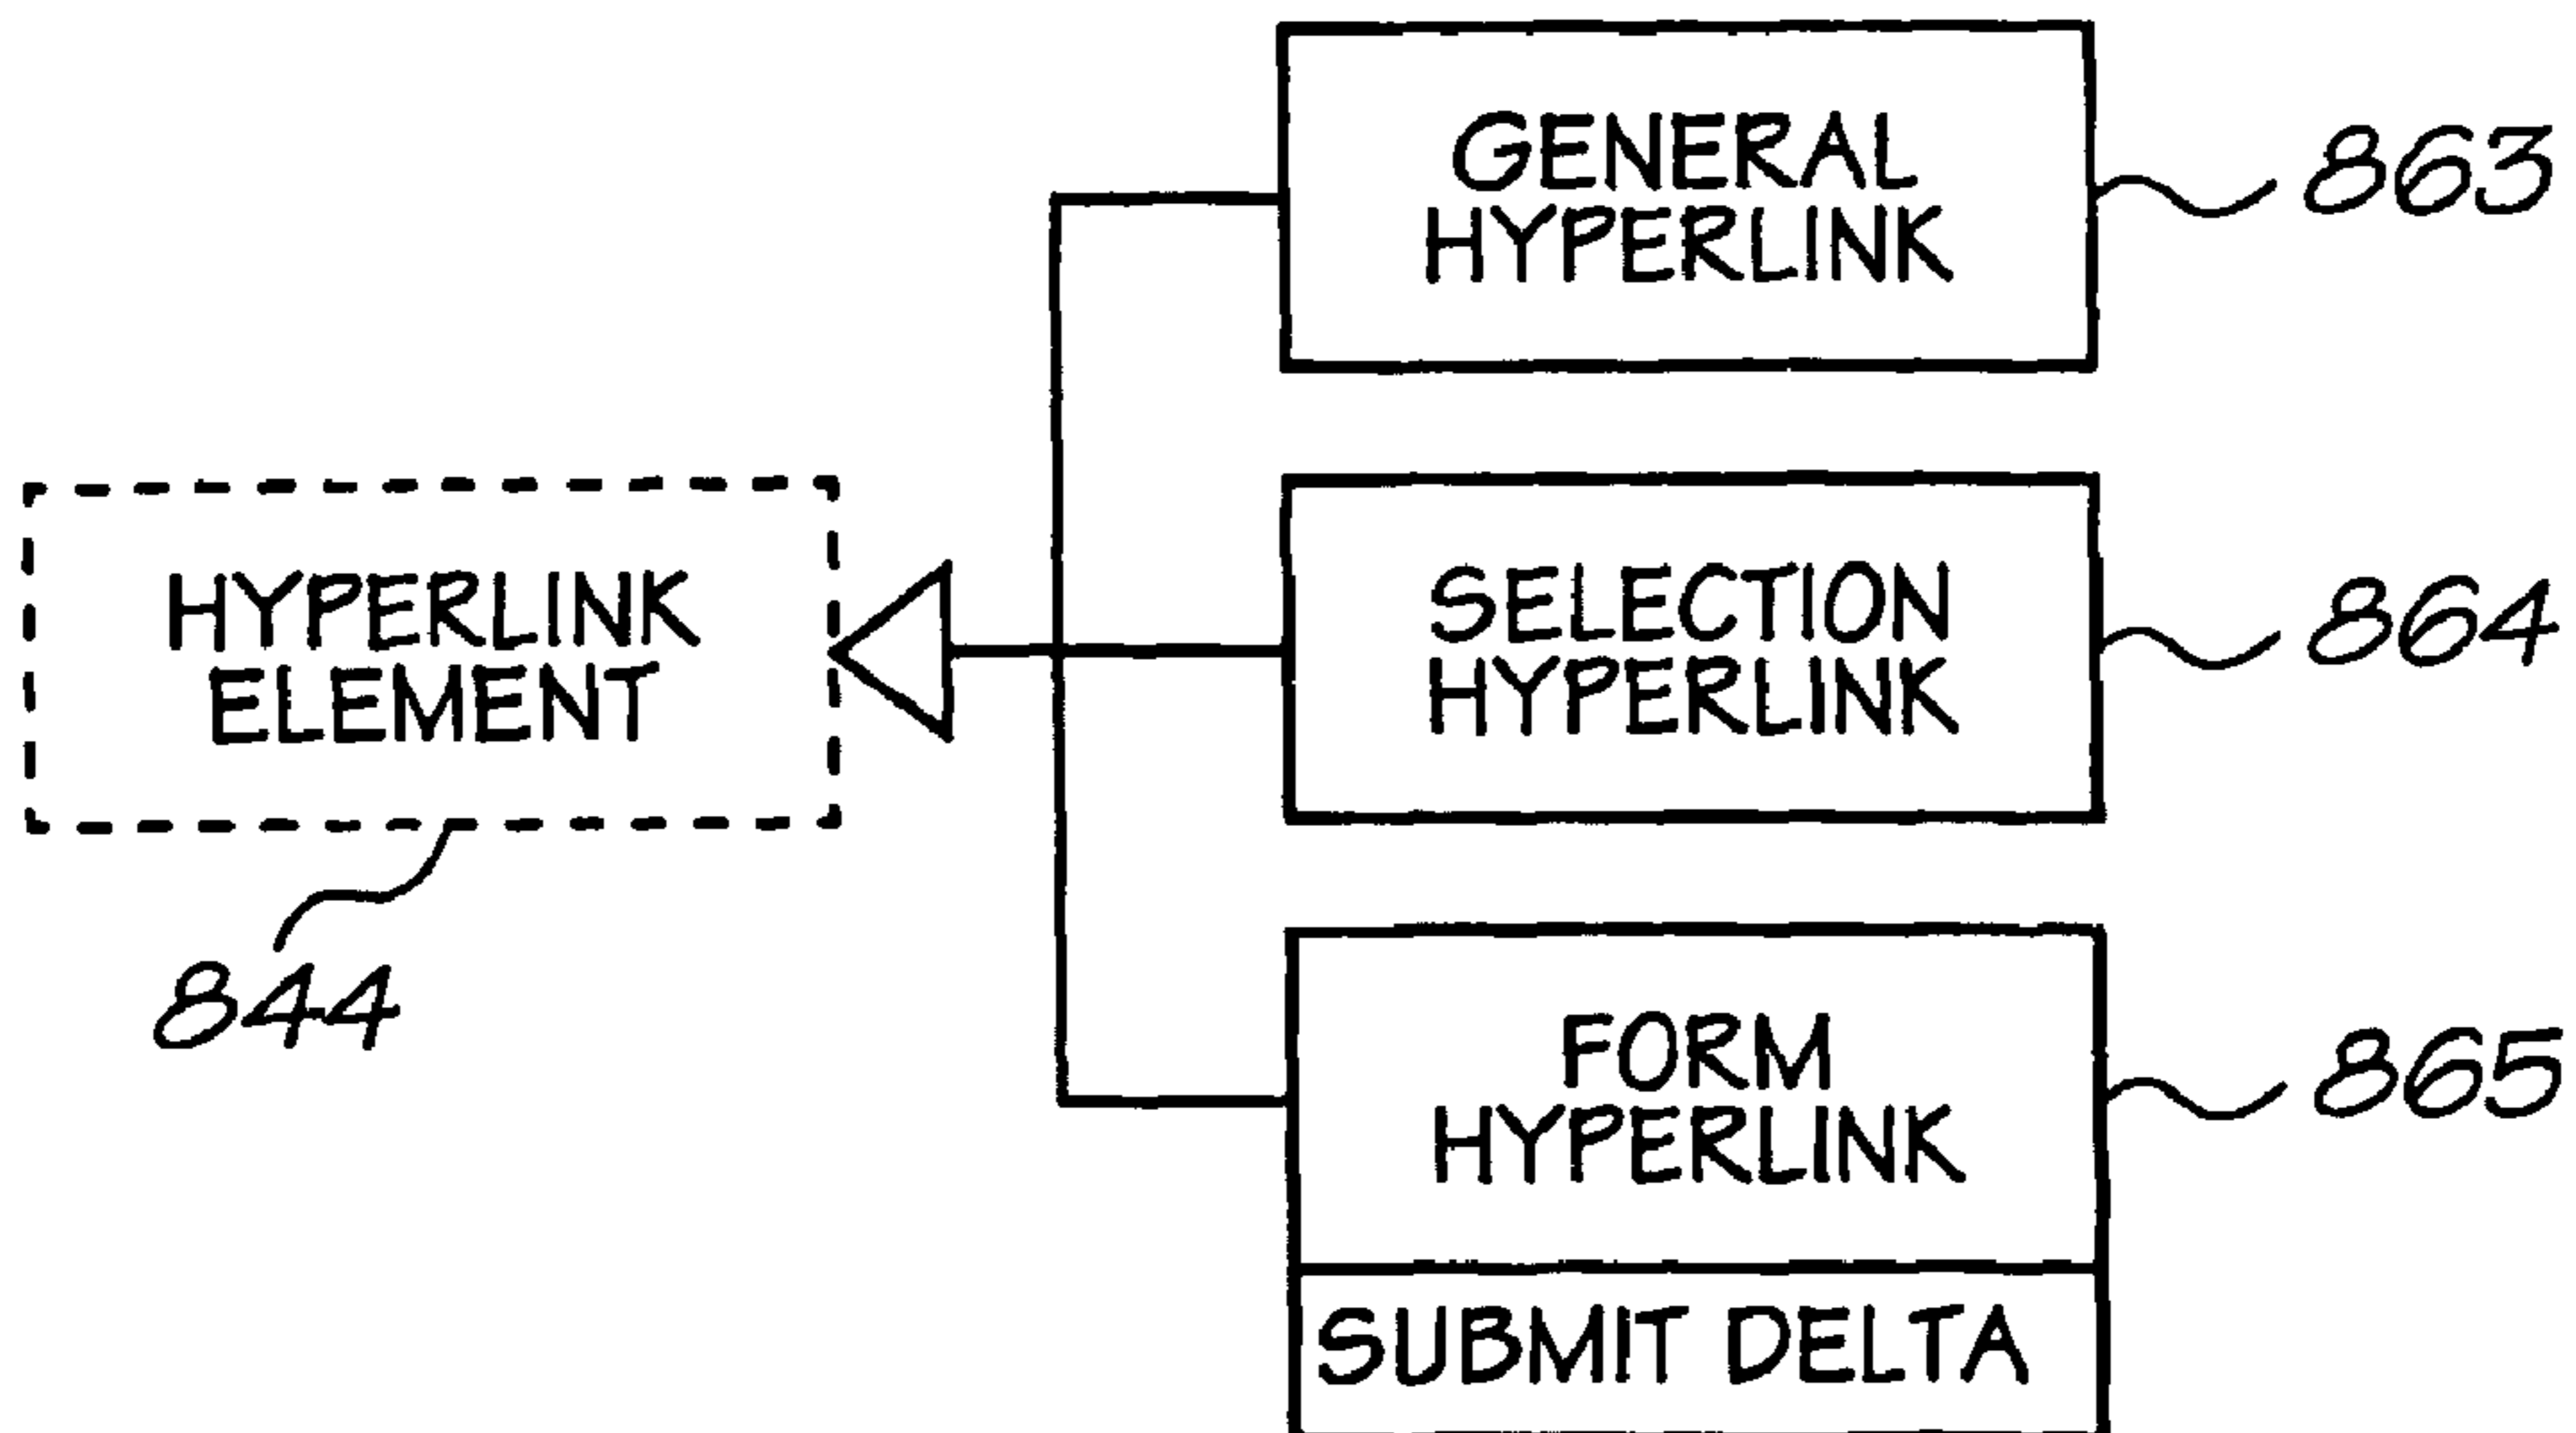 GENERAL
HYPERLINK
863
HYPERLINK
ELEMENT
844
SELECTION
HYPERLINK
864
FORM
HYPERLINK
865
SUBMIT DELTA